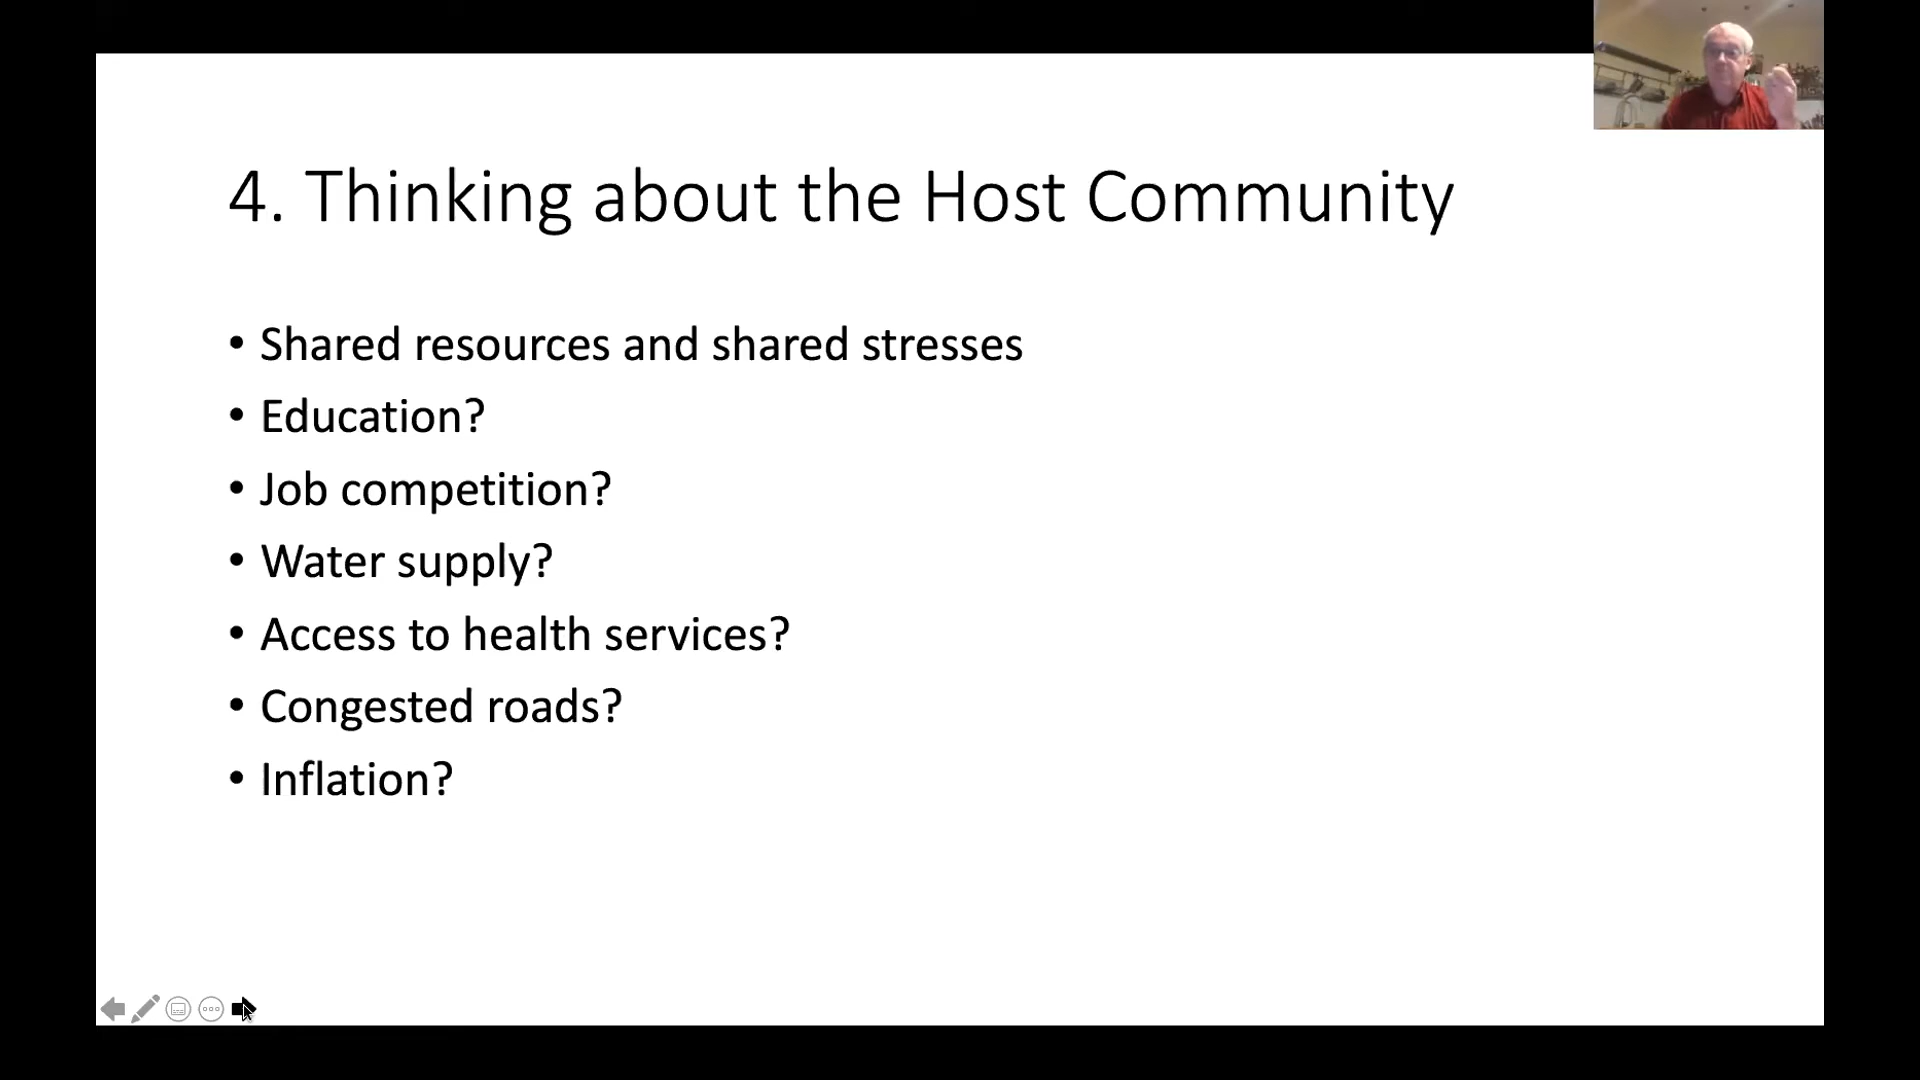 4. Thinking about the Host Community
• Shared resources and shared stresses
• Education?
• Job competition?
• Water supply?
• Access to health services?
• Congested roads?
• Inflation?